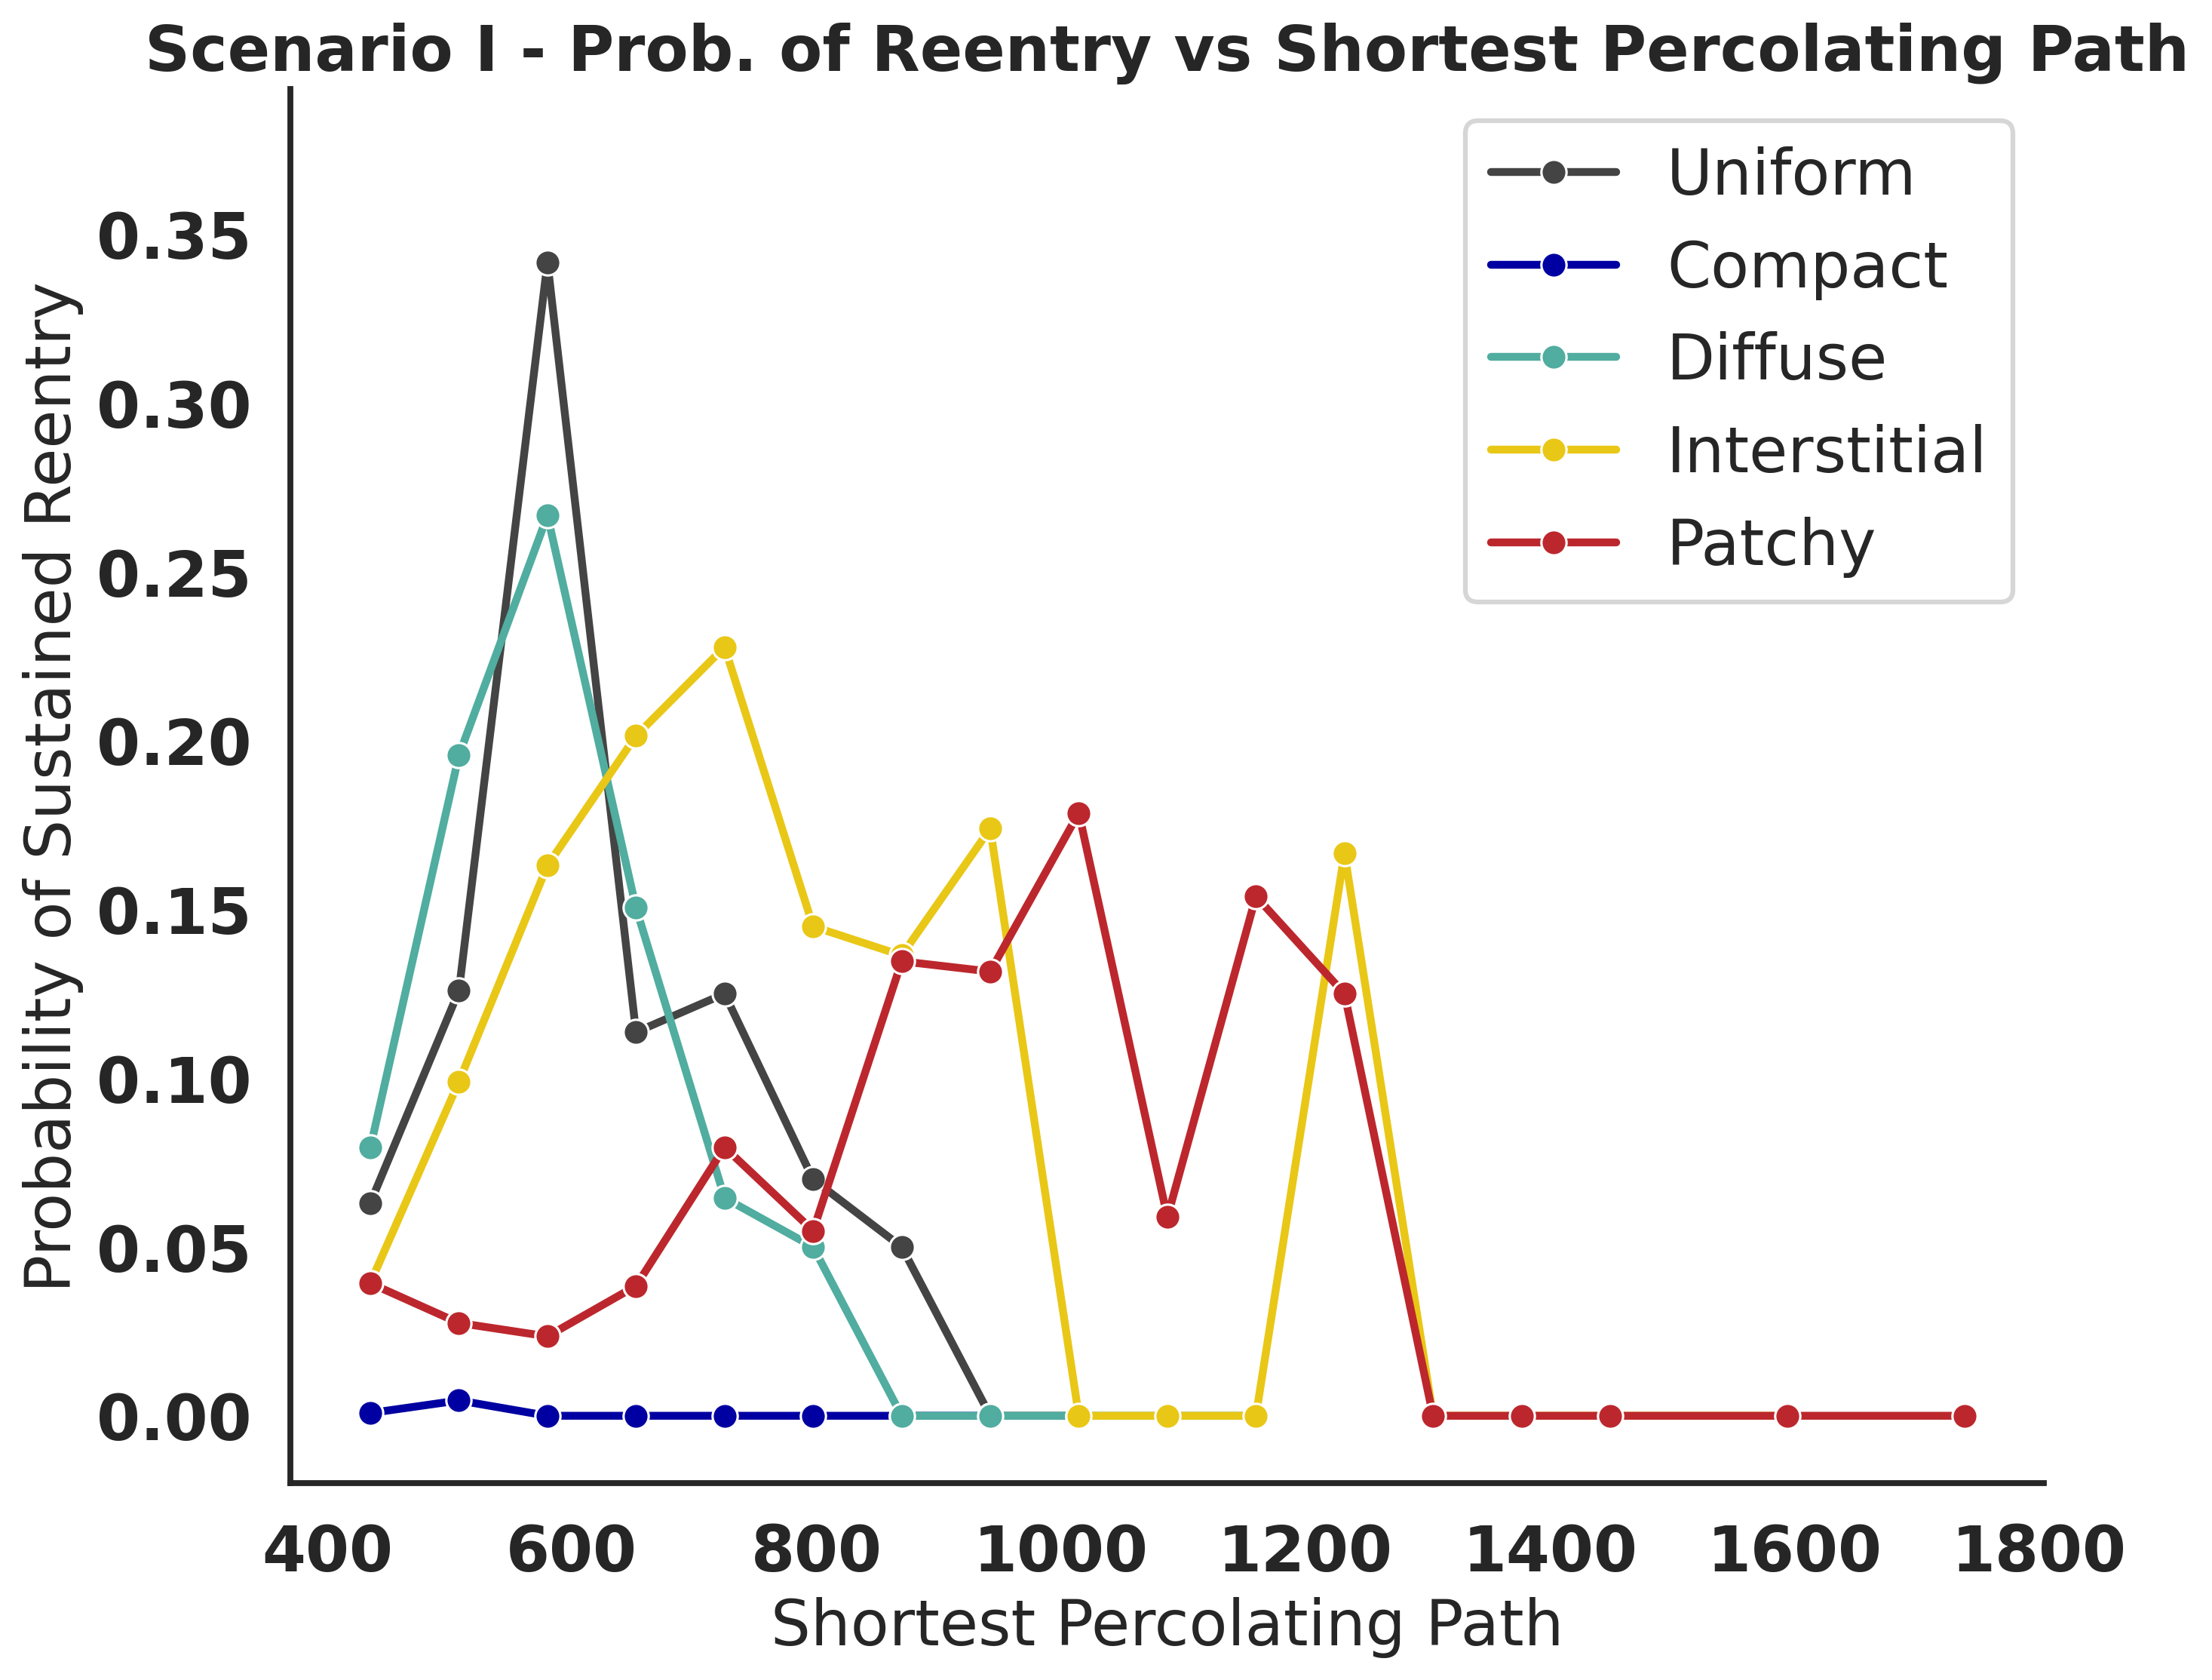 Scenario I - Prob. of Reentry vs Shortest Percolating Path
Probability of Sustained Reentry
0.35
0.30
0.25
0.20
0.15
0.10
0.05
0.00
Uniform
Compact
Diffuse
Interstitial
Patchy
400 600 800 1000 1200 1400 1600 1800
Shortest Percolating Path